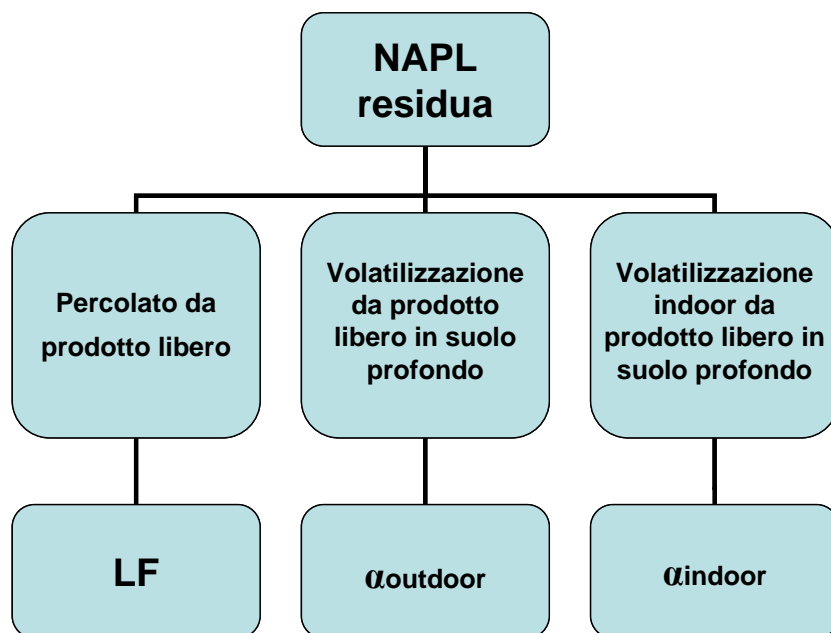 NAPL
residua
Percolato da
prodotto libero
Volatilizzazione
da prodotto
libero in suolo
profondo
Volatilizzazione
indoor da
prodotto libero in
suolo profondo
LF
αoutdoor
αindoor